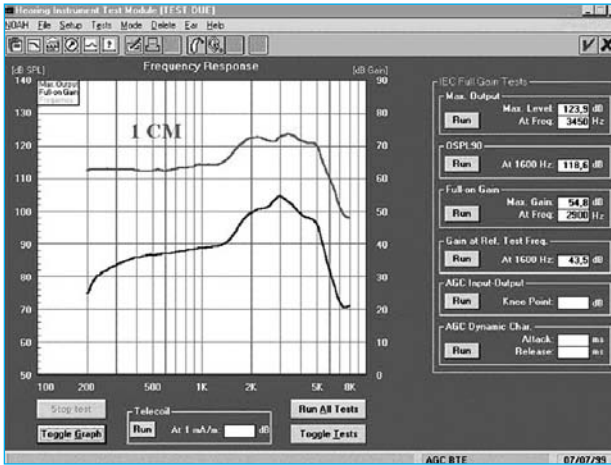 Hearing Instrument Test Module [TEST DUE]
NOAH File Setup Tests Mode Delete Ear Help
[dB SPL] Frequency Response [dB Gain]
Max. Output
Full-on Gain
Frequency
1 CM
140
130
120
110
100
90
80
70
60
50
90
80
70
60
50
40
30
20
10
0
100 200 500 1K 2K 5K 8K
Stop test
Toggle Graph
Telecoil
Run At 1 mA/m: dB
Run All Tests
Toggle Tests
IEC Full Gain Tests
Max. Output
Max. Level: 123,9 dB
Run At Freq: 3450 Hz
OSPL90
Run At 1600 Hz: 118,6 dB
Full-on Gain
Max. Gain: 54,8 dB
Run At Freq: 2900 Hz
Gain at Ref. Test Freq.
Run At 1600 Hz: 43,5 dB
AGC Input-Output
Run Knee Point: dB
AGC Dynamic Char.
Attack: ms
Run Release: ms
AGC BTE 07/07/99